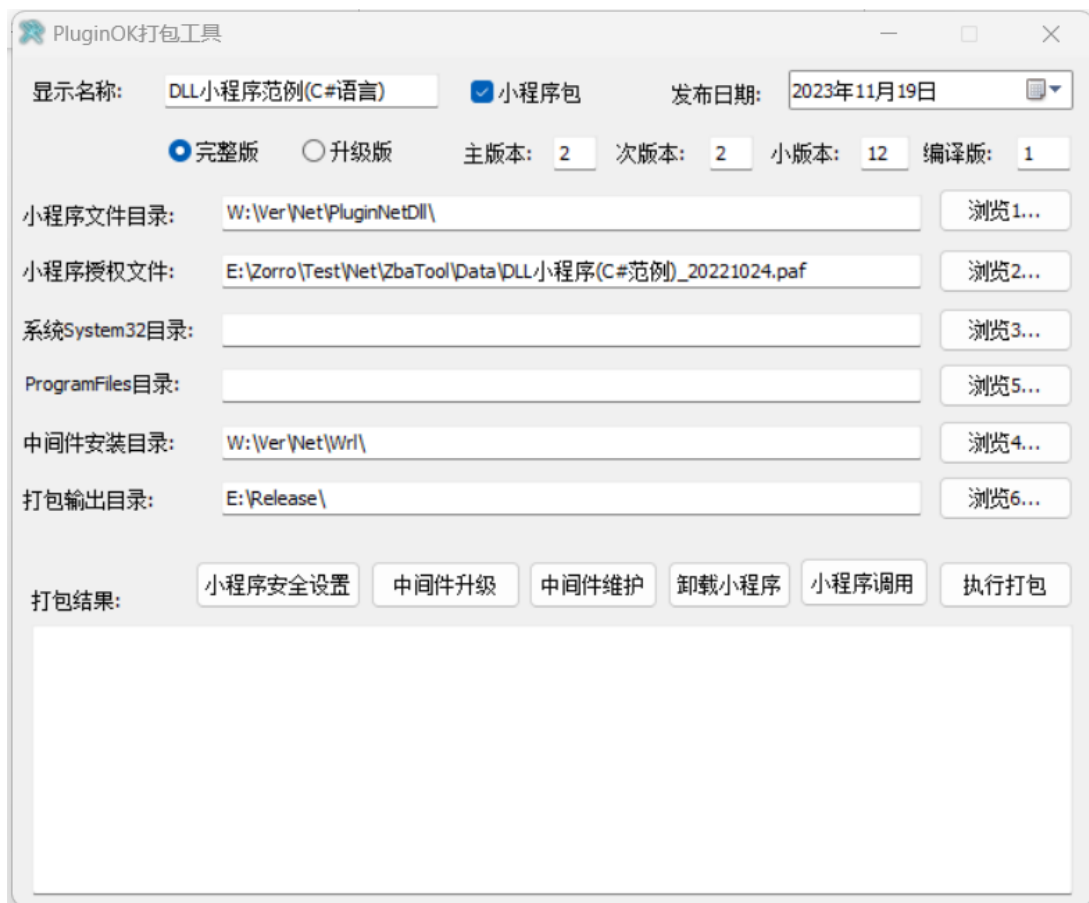 PluginOK打包工具
显示名称: DLL小程序范例(C#语言) 小程序包 发布日期: 2023年11月19日
完整版 升级版 主版本: 2 次版本: 2 小版本: 12 编译版: 1
小程序文件目录: W:\Ver\Net\PluginNetDll\ 浏览1...
小程序授权文件: E:\Zorro\Test\Net\ZbaTool\Data\DLL小程序(C#范例)_20221024.paf 浏览2...
系统System32目录: 浏览3...
ProgramFiles目录: 浏览5...
中间件安装目录: W:\Ver\Net\Wrl\ 浏览4...
打包输出目录: E:\Release\ 浏览6...
打包结果: 小程序安全设置 中间件升级 中间件维护 卸载小程序 小程序调用 执行打包